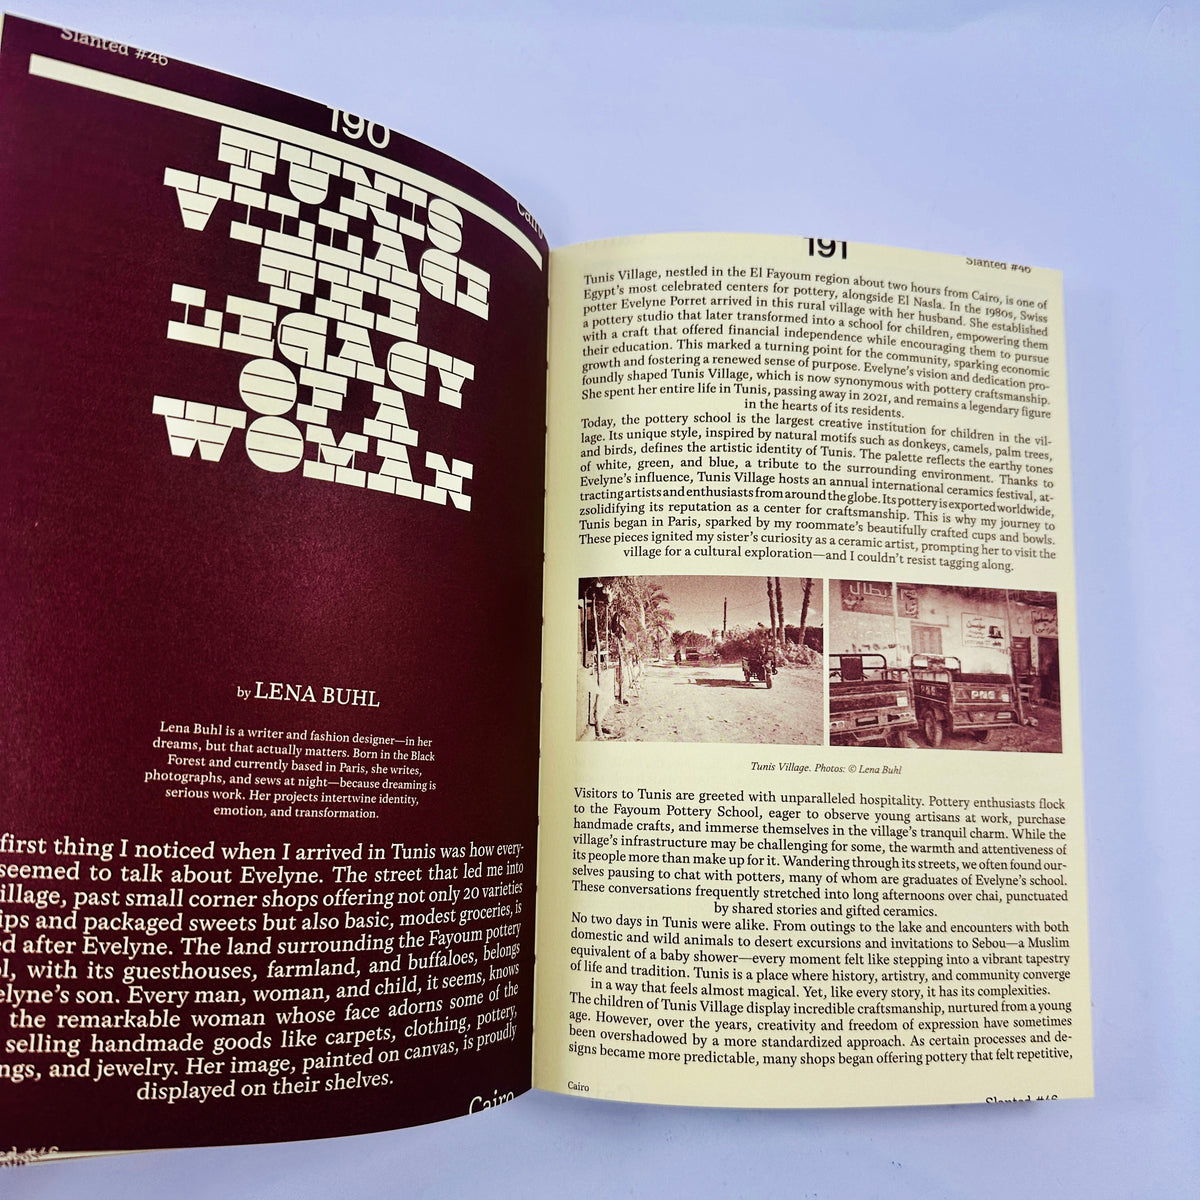 Slanted #46
190
Cairo
TUNIS
VILLAGE
THE
LEGACY
OF A
WOMAN
by LENA BUHL
Lena Buhl is a writer and fashion designer—in her
dreams, but that actually matters. Born in the Black
Forest and currently based in Paris, she writes,
photographs, and sews at night—because dreaming is
serious work. Her projects intertwine identity,
emotion, and transformation.
first thing I noticed when I arrived in Tunis was how every-
seemed to talk about Evelyne. The street that led me into
illage, past small corner shops offering not only 20 varieties
ips and packaged sweets but also basic, modest groceries, is
ed after Evelyne. The land surrounding the Fayoum pottery
l, with its guesthouses, farmland, and buffaloes, belongs
elyne's son. Every man, woman, and child, it seems, knows
the remarkable woman whose face adorns some of the
selling handmade goods like carpets, clothing, pottery,
ngs, and jewelry. Her image, painted on canvas, is proudly
displayed on their shelves.
Cairo
ed #46
191
Slanted #46
Tunis Village, nestled in the El Fayoum region about two hours from Cairo, is one of
Egypt's most celebrated centers for pottery, alongside El Nasla. In the 1980s, Swiss
potter Evelyne Porret arrived in this rural village with her husband. She established
a pottery studio that later transformed into a school for children, empowering them
with a craft that offered financial independence while encouraging them to pursue
their education. This marked a turning point for the community, sparking economic
growth and fostering a renewed sense of purpose. Evelyne's vision and dedication pro-
foundly shaped Tunis Village, which is now synonymous with pottery craftsmanship.
She spent her entire life in Tunis, passing away in 2021, and remains a legendary figure
in the hearts of its residents.
Today, the pottery school is the largest creative institution for children in the vil-
lage. Its unique style, inspired by natural motifs such as donkeys, camels, palm trees,
and birds, defines the artistic identity of Tunis. The palette reflects the earthy tones
of white, green, and blue, a tribute to the surrounding environment. Thanks to
Evelyne's influence, Tunis Village hosts an annual international ceramics festival, at-
tracting artists and enthusiasts from around the globe. Its pottery is exported worldwide,
zsolidifying its reputation as a center for craftsmanship. This is why my journey to
Tunis began in Paris, sparked by my roommate's beautifully crafted cups and bowls.
These pieces ignited my sister's curiosity as a ceramic artist, prompting her to visit the
village for a cultural exploration—and I couldn't resist tagging along.
Tunis Village. Photos: © Lena Buhl
Visitors to Tunis are greeted with unparalleled hospitality. Pottery enthusiasts flock
to the Fayoum Pottery School, eager to observe young artisans at work, purchase
handmade crafts, and immerse themselves in the village's tranquil charm. While the
village's infrastructure may be challenging for some, the warmth and attentiveness of
its people more than make up for it. Wandering through its streets, we often found our-
selves pausing to chat with potters, many of whom are graduates of Evelyne's school.
These conversations frequently stretched into long afternoons over chai, punctuated
by shared stories and gifted ceramics.
No two days in Tunis were alike. From outings to the lake and encounters with both
domestic and wild animals to desert excursions and invitations to Sebou—a Muslim
equivalent of a baby shower—every moment felt like stepping into a vibrant tapestry
of life and tradition. Tunis is a place where history, artistry, and community converge
in a way that feels almost magical. Yet, like every story, it has its complexities.
The children of Tunis Village display incredible craftsmanship, nurtured from a young
age. However, over the years, creativity and freedom of expression have sometimes
been overshadowed by a more standardized approach. As certain processes and de-
signs became more predictable, many shops began offering pottery that felt repetitive,
Cairo
Slanted #46